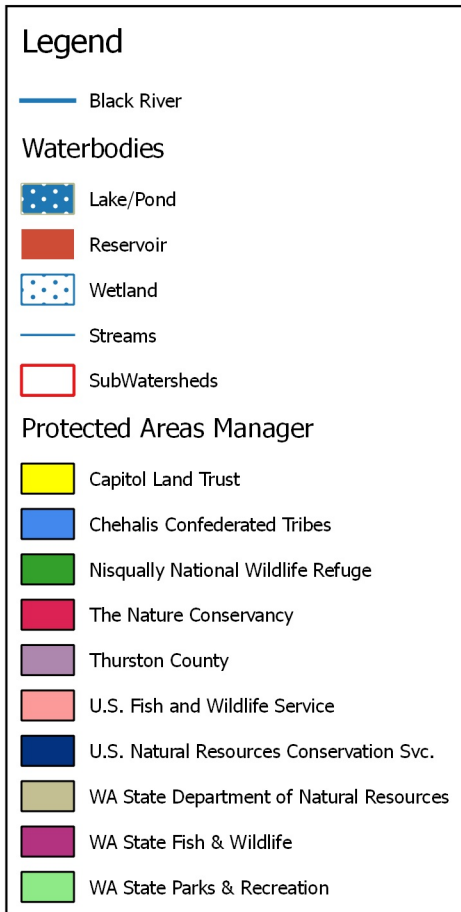 Legend
Black River
Waterbodies
Lake/Pond
Reservoir
Wetland
Streams
SubWatersheds
Protected Areas Manager
Capitol Land Trust
Chehalis Confederated Tribes
Nisqually National Wildlife Refuge
The Nature Conservancy
Thurston County
U.S. Fish and Wildlife Service
U.S. Natural Resources Conservation Svc.
WA State Department of Natural Resources
WA State Fish & Wildlife
WA State Parks & Recreation